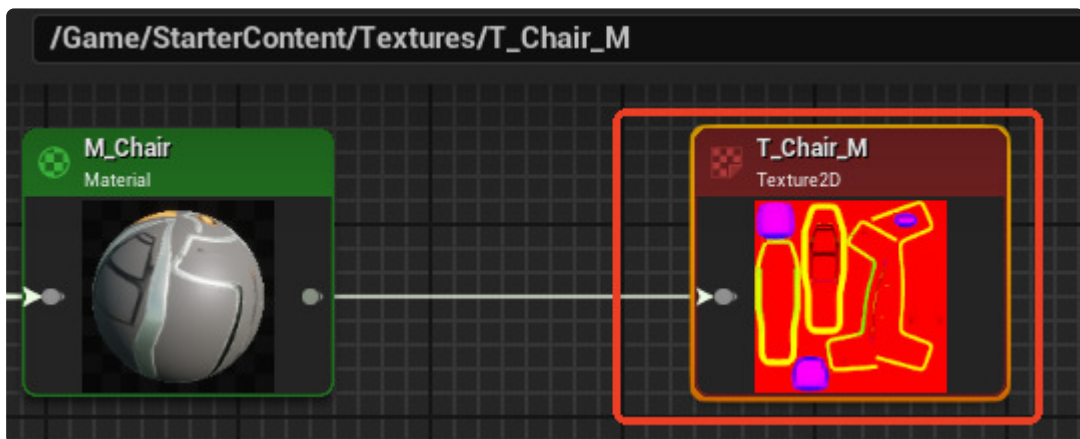 /Game/StarterContent/Textures/T_Chair_M
M_Chair
Material
T_Chair_M
Texture2D